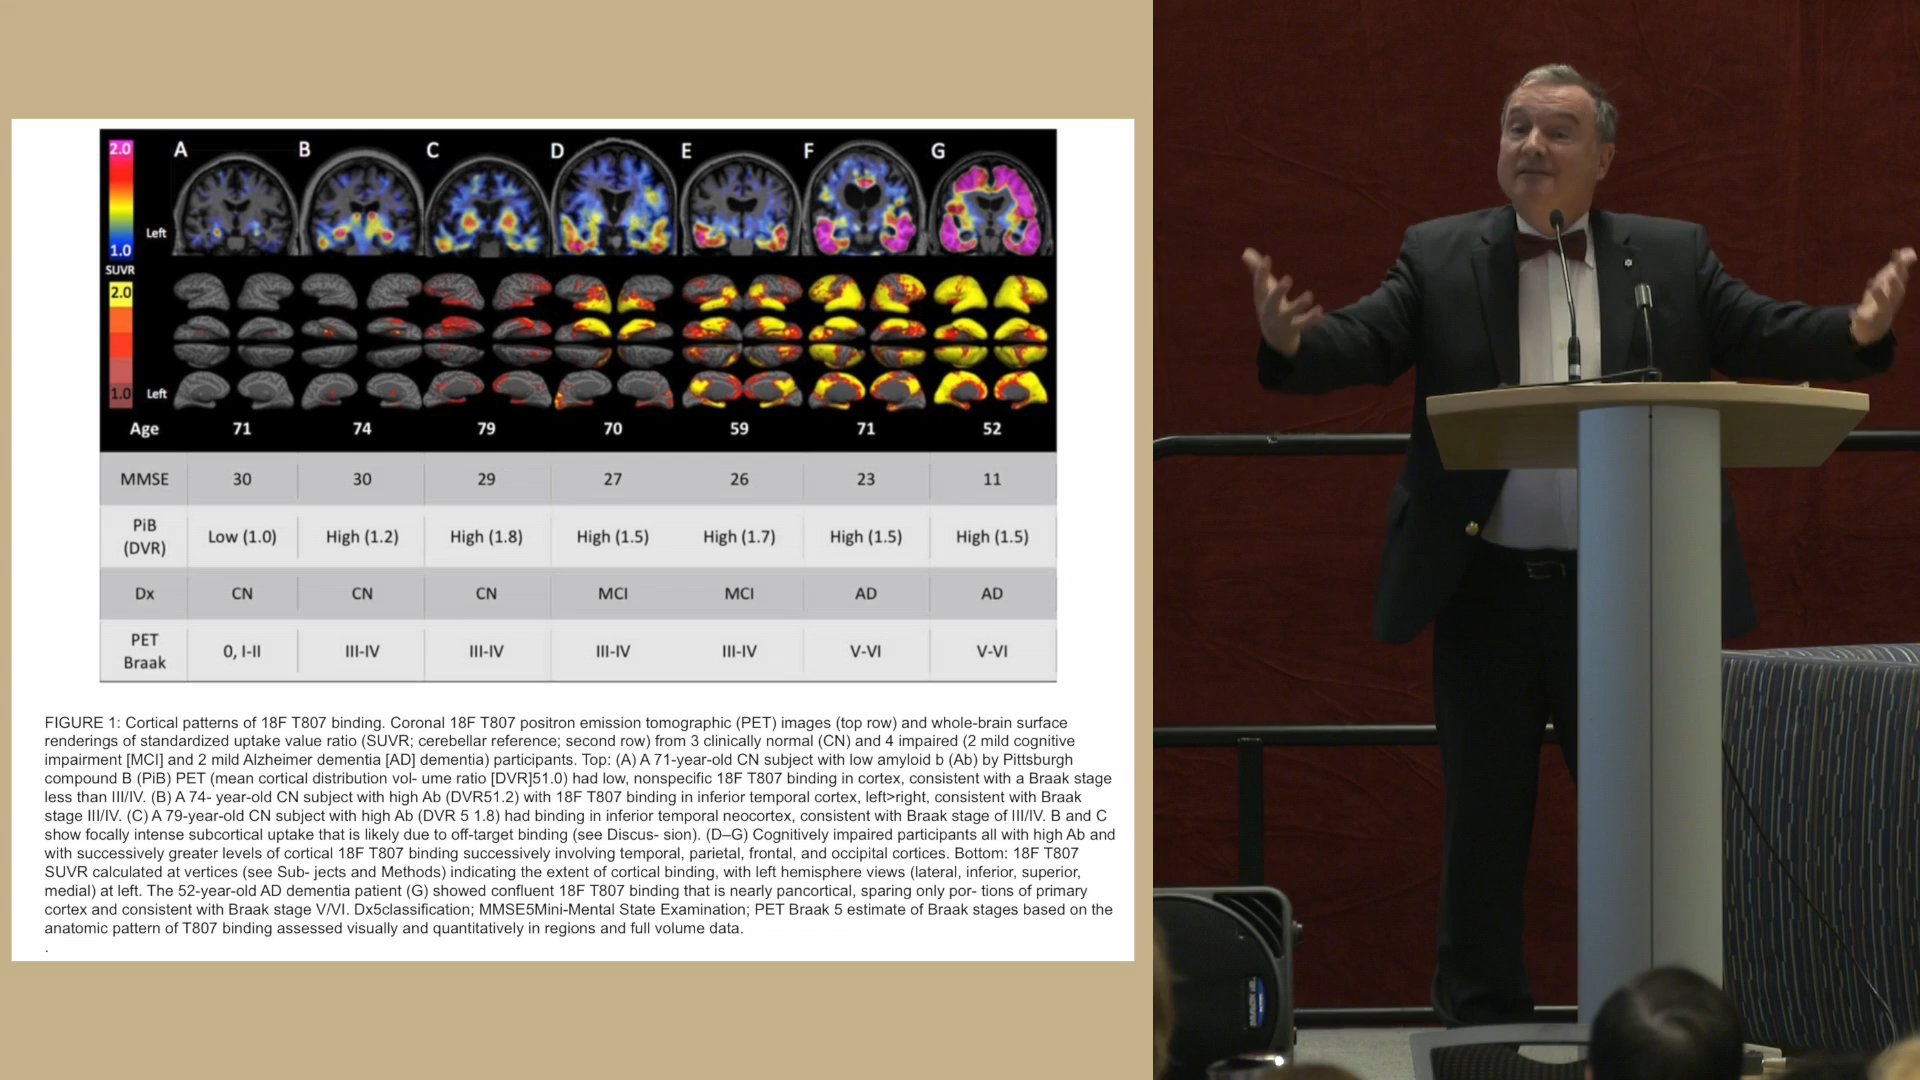 2.0 A B C D E F G
Left
1.0
SUVR
2.0
1.0 Left
Age 71 74 79 70 59 71 52
MMSE 30 30 29 27 26 23 11
PiB (DVR) Low (1.0) High (1.2) High (1.8) High (1.5) High (1.7) High (1.5) High (1.5)
Dx CN CN CN MCI MCI AD AD
PET Braak 0, I-II III-IV III-IV III-IV III-IV V-VI V-VI
FIGURE 1: Cortical patterns of 18F T807 binding. Coronal 18F T807 positron emission tomographic (PET) images (top row) and whole-brain surface
renderings of standardized uptake value ratio (SUVR; cerebellar reference; second row) from 3 clinically normal (CN) and 4 impaired (2 mild cognitive
impairment [MCI] and 2 mild Alzheimer dementia [AD] dementia) participants. Top: (A) A 71-year-old CN subject with low amyloid b (Ab) by Pittsburgh
compound B (PiB) PET (mean cortical distribution vol- ume ratio [DVR]51.0) had low, nonspecific 18F T807 binding in cortex, consistent with a Braak stage
less than III/IV. (B) A 74- year-old CN subject with high Ab (DVR51.2) with 18F T807 binding in inferior temporal cortex, left>right, consistent with Braak
stage III/IV. (C) A 79-year-old CN subject with high Ab (DVR 5 1.8) had binding in inferior temporal neocortex, consistent with Braak stage of III/IV. B and C
show focally intense subcortical uptake that is likely due to off-target binding (see Discus- sion). (D–G) Cognitively impaired participants all with high Ab and
with successively greater levels of cortical 18F T807 binding successively involving temporal, parietal, frontal, and occipital cortices. Bottom: 18F T807
SUVR calculated at vertices (see Sub- jects and Methods) indicating the extent of cortical binding, with left hemisphere views (lateral, inferior, superior,
medial) at left. The 52-year-old AD dementia patient (G) showed confluent 18F T807 binding that is nearly pancortical, sparing only por- tions of primary
cortex and consistent with Braak stage V/VI. Dx5classification; MMSE5Mini-Mental State Examination; PET Braak 5 estimate of Braak stages based on the
anatomic pattern of T807 binding assessed visually and quantitatively in regions and full volume data.
.